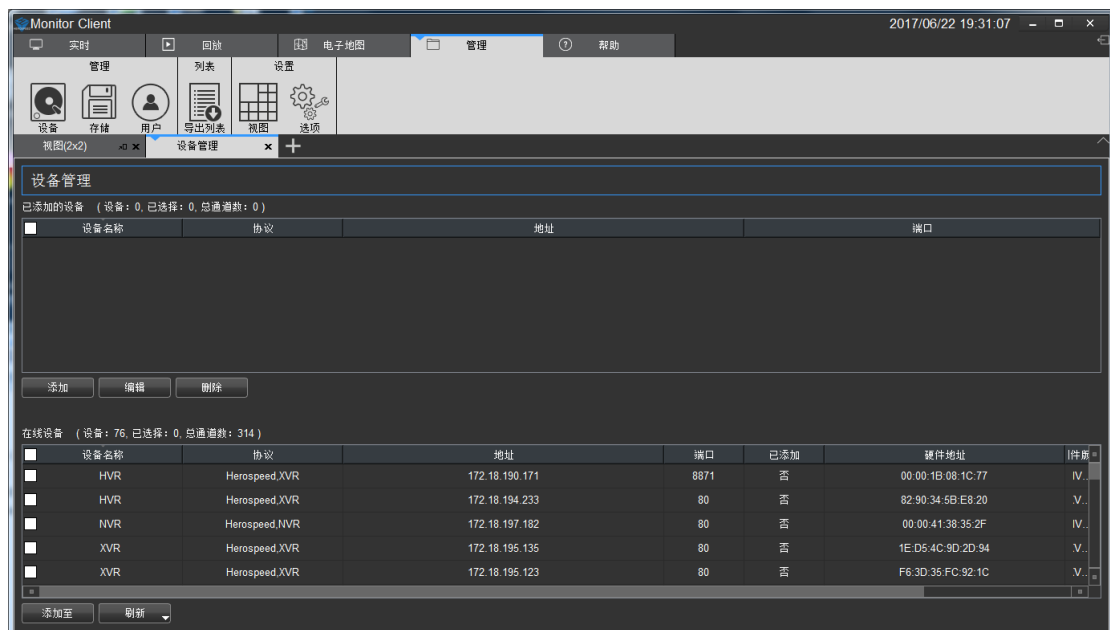 Monitor Client 2017/06/22 19:31:07
实时 回放 电子地图 管理 帮助
管理 列表 设置
设备 存储 用户 导出列表 视图 选项
视图(2x2) 设备管理
设备管理
已添加的设备 (设备: 0, 已选择: 0, 总通道数: 0)
设备名称 协议 地址 端口
添加 编辑 删除
在线设备 (设备: 76, 已选择: 0, 总通道数: 314)
设备名称 协议 地址 端口 已添加 硬件地址
HVR Herospeed,XVR 172.18.190.171 8871 否 00:00:1B:08:1C:77 IV...
HVR Herospeed,XVR 172.18.194.233 80 否 82:90:34:5B:E8:20 .V...
NVR Herospeed,NVR 172.18.197.182 80 否 00:00:41:38:35:2F IV...
XVR Herospeed,XVR 172.18.195.135 80 否 1E:D5:4C:9D:2D:94 .V...
XVR Herospeed,XVR 172.18.195.123 80 否 F6:3D:35:FC:92:1C .V...
添加至 刷新